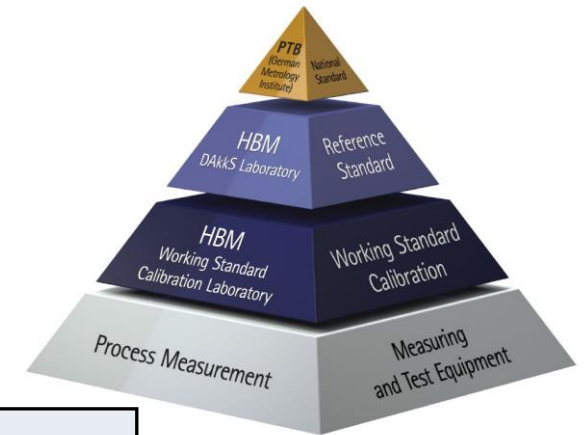 PTB
(German
Metrology
Institute)
National
Standard
HBM
DAkkS Laboratory
Reference
Standard
HBM
Working Standard
Calibration Laboratory
Working Standard
Calibration
Process Measurement
Measuring
and Test Equipment